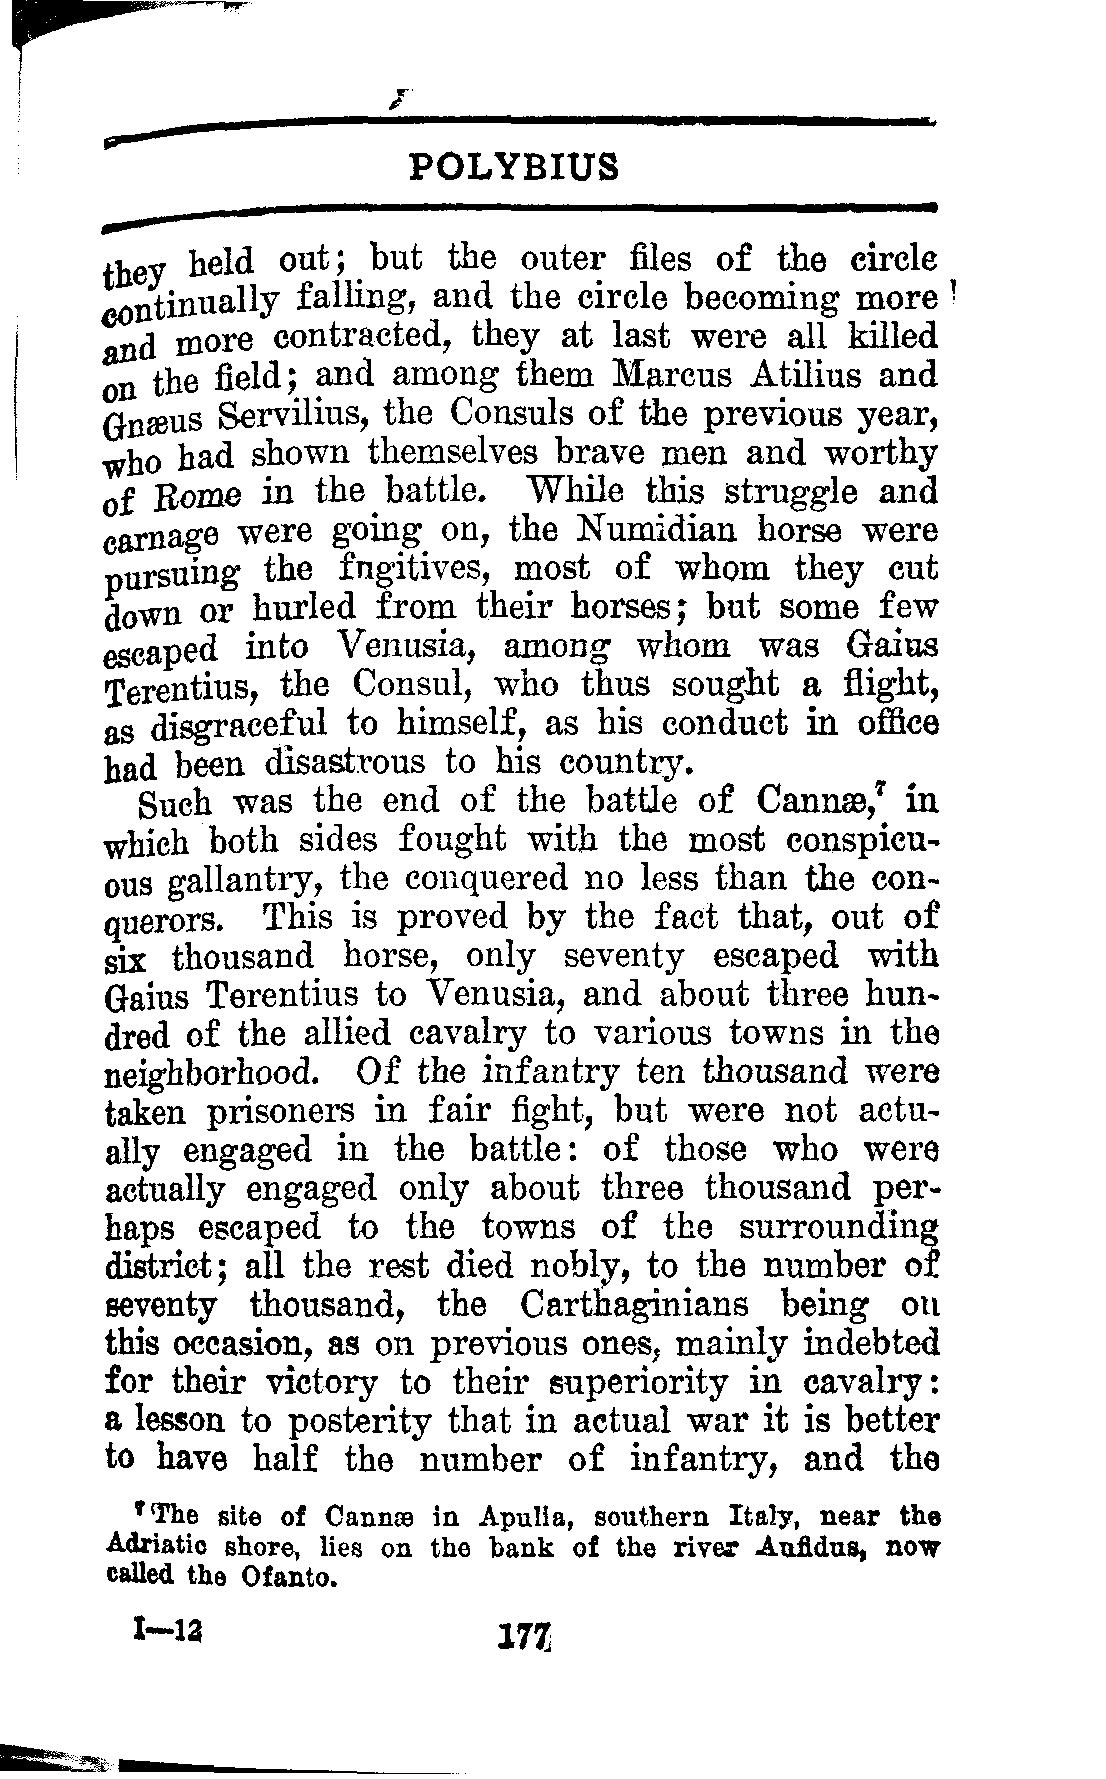 POLYBIUS
they held out; but the outer files of the circle
continually falling, and the circle becoming more
and more contracted, they at last were all killed
on the field; and among them Marcus Atilius and
Gnæus Servilius, the Consuls of the previous year,
who had shown themselves brave men and worthy
of Rome in the battle. While this struggle and
carnage were going on, the Numidian horse were
pursuing the fugitives, most of whom they cut
down or hurled from their horses; but some few
escaped into Venusia, among whom was Gaius
Terentius, the Consul, who thus sought a flight,
as disgraceful to himself, as his conduct in office
had been disastrous to his country.
Such was the end of the battle of Cannæ,⁷ in
which both sides fought with the most conspicu-
ous gallantry, the conquered no less than the con-
querors. This is proved by the fact that, out of
six thousand horse, only seventy escaped with
Gaius Terentius to Venusia, and about three hun-
dred of the allied cavalry to various towns in the
neighborhood. Of the infantry ten thousand were
taken prisoners in fair fight, but were not actu-
ally engaged in the battle: of those who were
actually engaged only about three thousand per-
haps escaped to the towns of the surrounding
district; all the rest died nobly, to the number of
seventy thousand, the Carthaginians being on
this occasion, as on previous ones, mainly indebted
for their victory to their superiority in cavalry:
a lesson to posterity that in actual war it is better
to have half the number of infantry, and the
⁷ The site of Cannæ in Apulia, southern Italy, near the
Adriatic shore, lies on the bank of the river Aufidus, now
called the Ofanto.
I—12
177